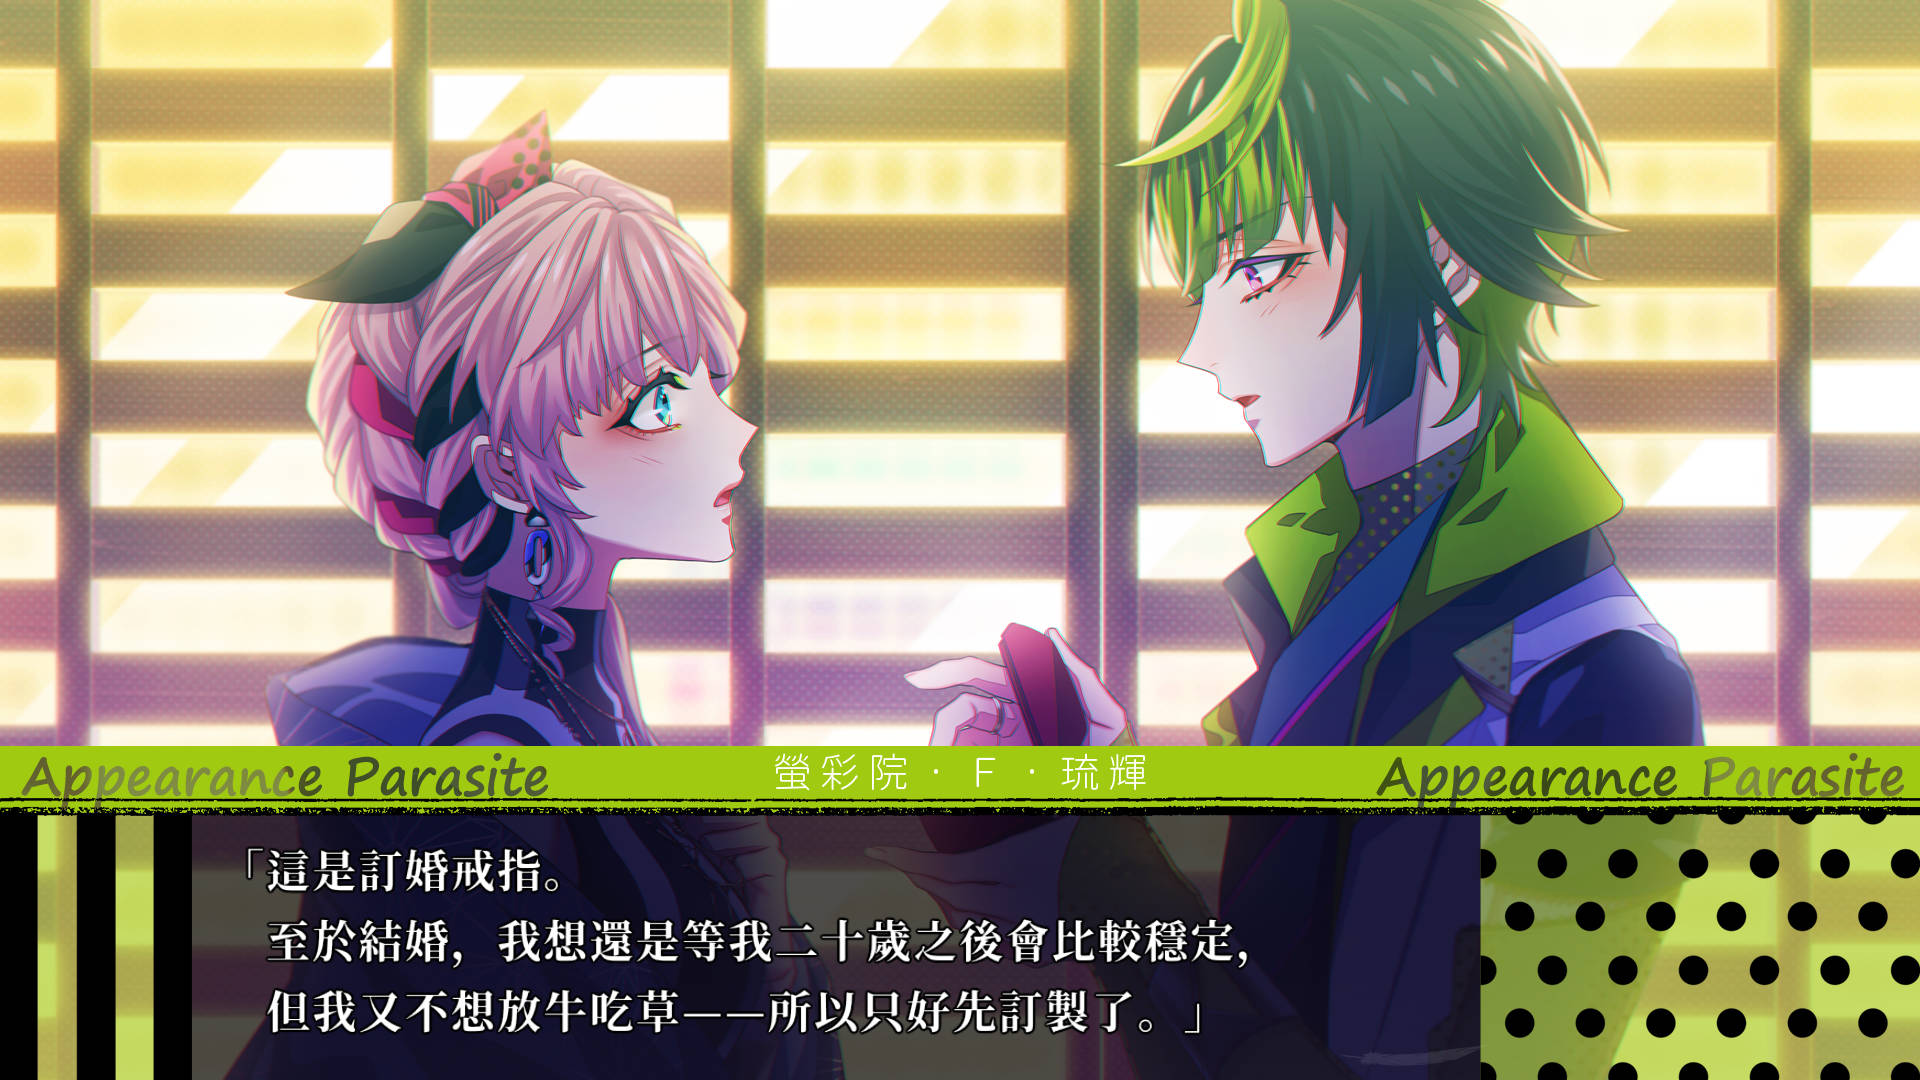 Appearance Parasite
螢彩院·F·琉輝
Appearance Parasite
「這是訂婚戒指。
至於結婚，我想還是等我二十歲之後會比較穩定，
但我又不想放牛吃草——所以只好先訂製了。」